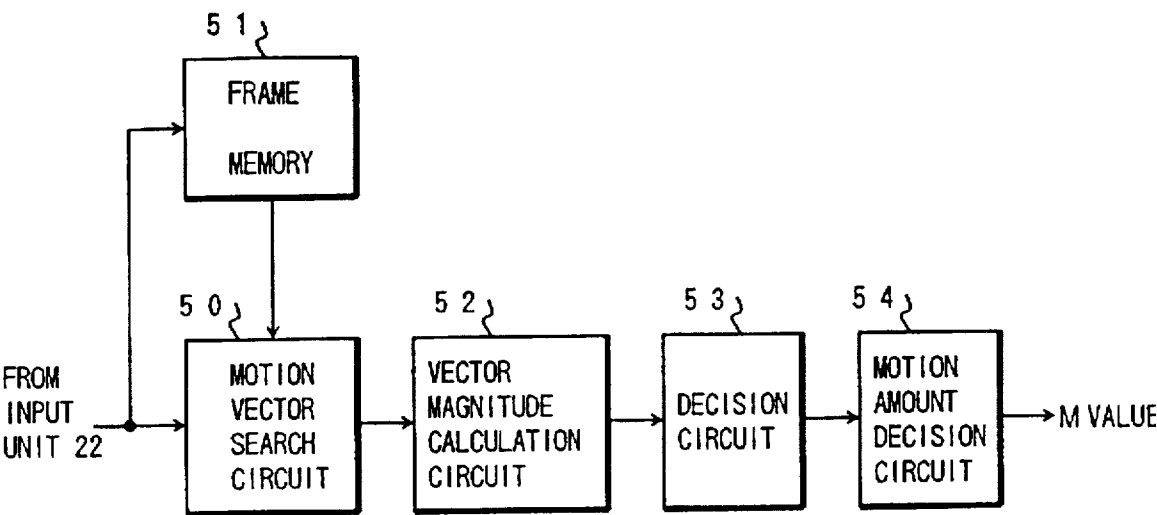 5 1
FRAME
MEMORY
5 0
5 2
5 3
5 4
FROM
INPUT
UNIT 22
MOTION
VECTOR
SEARCH
CIRCUIT
VECTOR
MAGNITUDE
CALCULATION
CIRCUIT
DECISION
CIRCUIT
MOTION
AMOUNT
DECISION
CIRCUIT
M VALUE